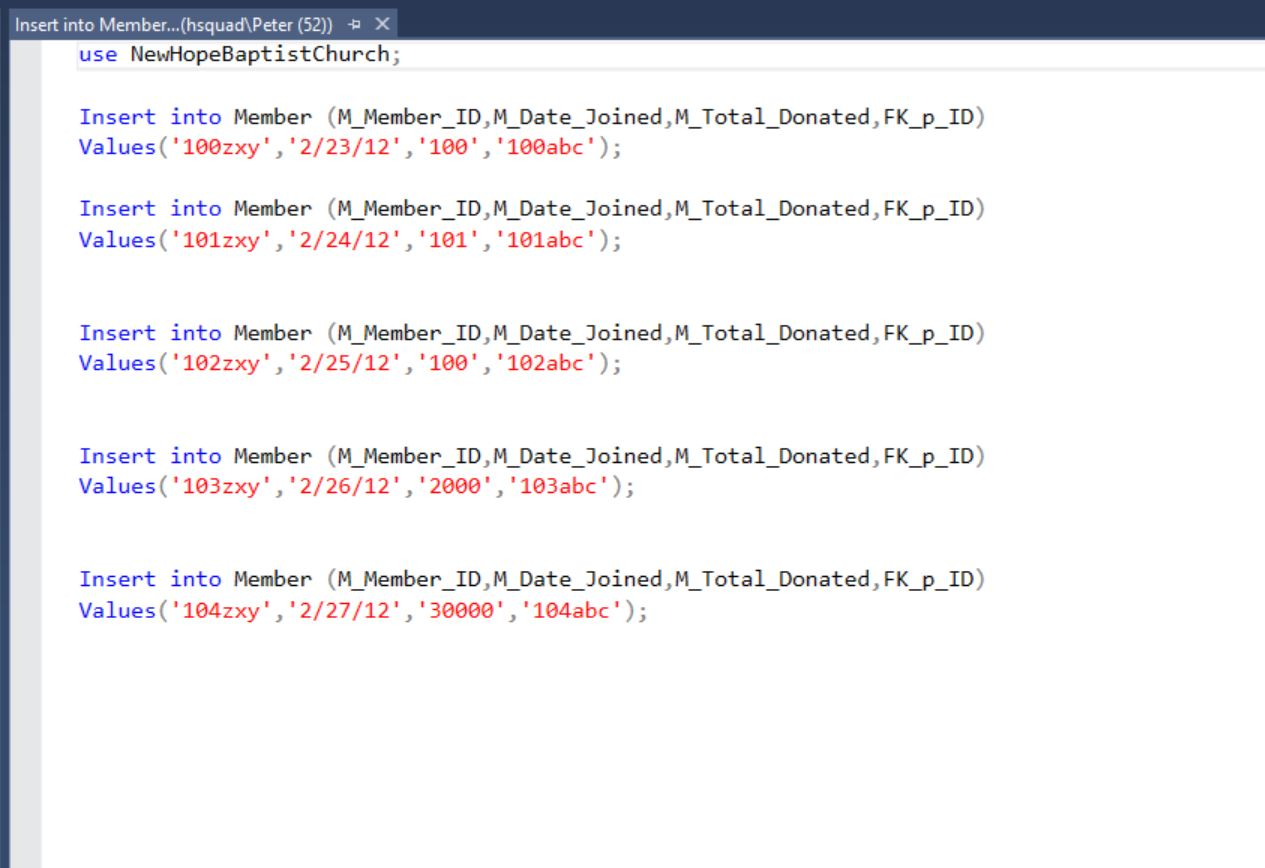 Insert into Member...(hsquad\Peter (52))
use NewHopeBaptistChurch;
Insert into Member (M_Member_ID,M_Date_Joined,M_Total_Donated,FK_p_ID)
Values('100zxy','2/23/12','100','100abc');
Insert into Member (M_Member_ID,M_Date_Joined,M_Total_Donated,FK_p_ID)
Values('101zxy','2/24/12','101','101abc');
Insert into Member (M_Member_ID,M_Date_Joined,M_Total_Donated,FK_p_ID)
Values('102zxy','2/25/12','100','102abc');
Insert into Member (M_Member_ID,M_Date_Joined,M_Total_Donated,FK_p_ID)
Values('103zxy','2/26/12','2000','103abc');
Insert into Member (M_Member_ID,M_Date_Joined,M_Total_Donated,FK_p_ID)
Values('104zxy','2/27/12','30000','104abc');